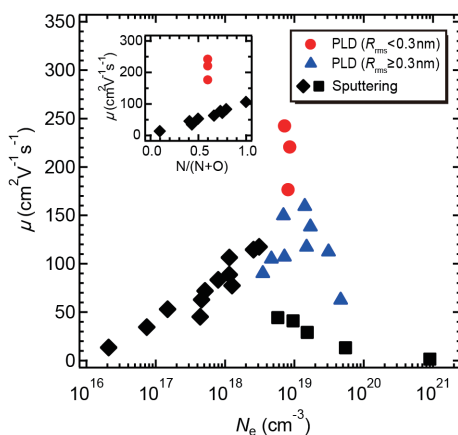 PLD (Rrms<0.3nm)
PLD (Rrms≥0.3nm)
Sputtering
μ (cm²V⁻¹s⁻¹)
300
200
100
0
0.0 0.5 1.0
N/(N+O)
μ (cm²V⁻¹s⁻¹)
350
300
250
200
150
100
50
0
10¹⁶ 10¹⁷ 10¹⁸ 10¹⁹ 10²⁰ 10²¹
Ne (cm⁻³)